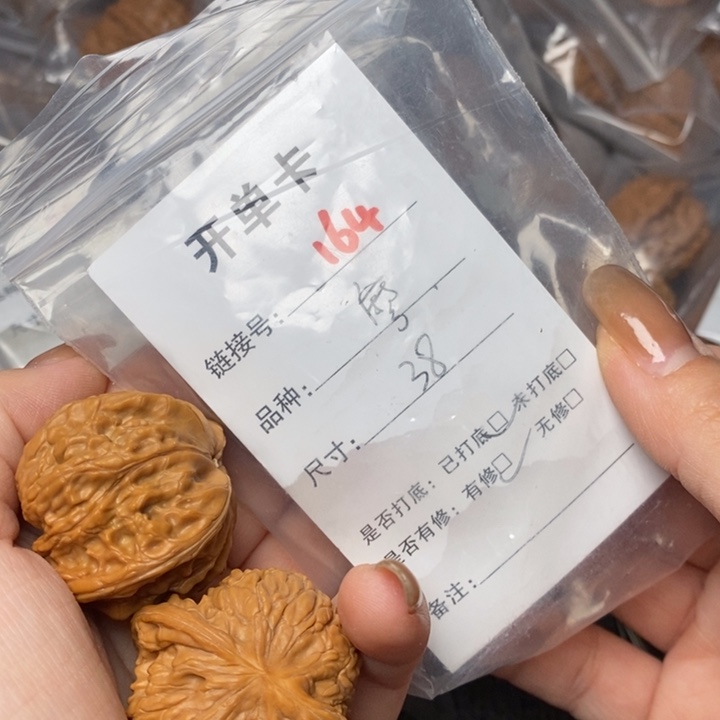 开单卡
链接号: 164
品种:
尺寸: 38
是否打底: 已打底☑ 未打底☐
是否有修: 有修☑ 无修☐
备注: